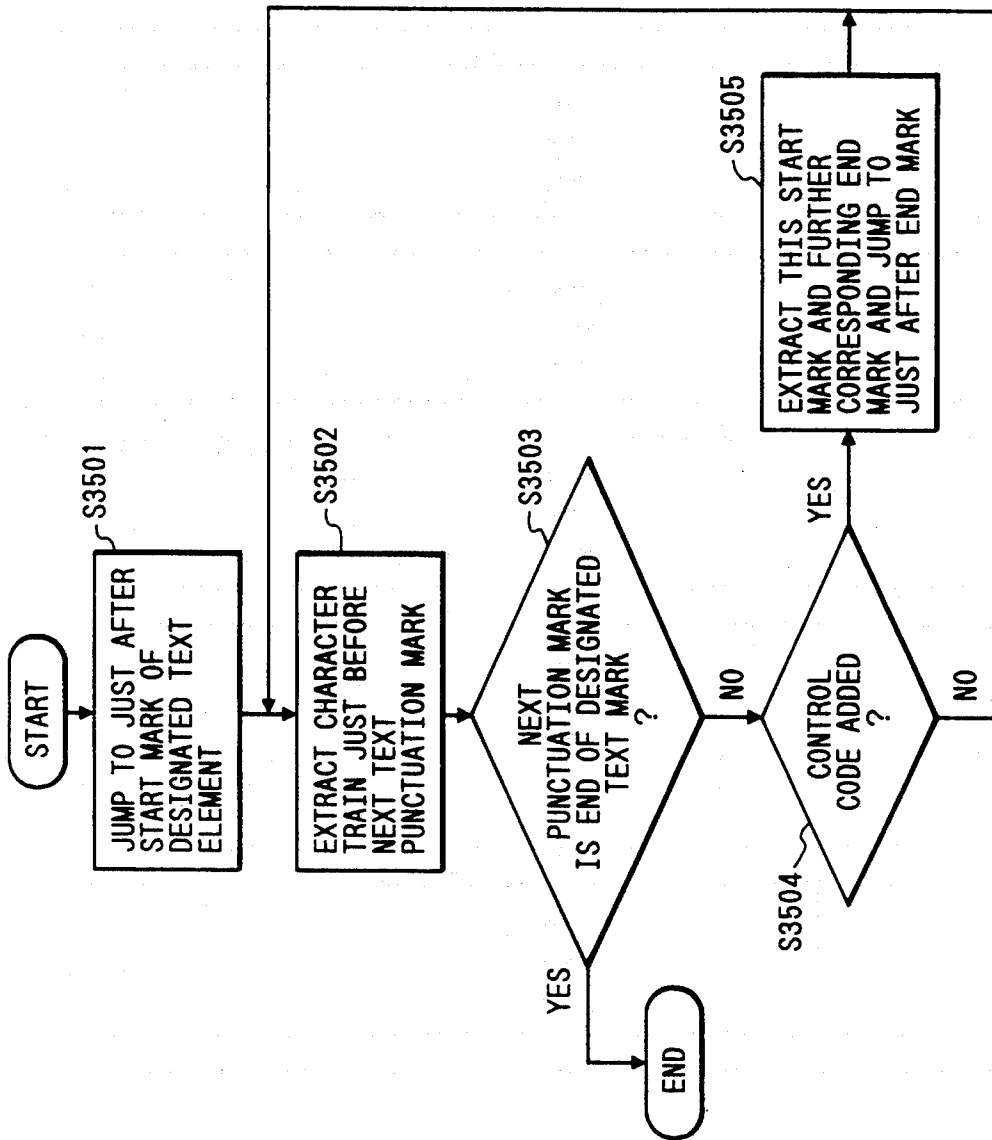 START
S3501
JUMP TO JUST AFTER
START MARK OF
DESIGNATED TEXT
ELEMENT
S3502
EXTRACT CHARACTER
TRAIN JUST BEFORE
NEXT TEXT
PUNCTUATION MARK
S3503
NEXT
PUNCTUATION MARK
IS END OF DESIGNATED
TEXT MARK
?
YES
END
NO
S3504
CONTROL
CODE ADDED
?
YES
NO
S3505
EXTRACT THIS START
MARK AND FURTHER
CORRESPONDING END
MARK AND JUMP TO
JUST AFTER END MARK